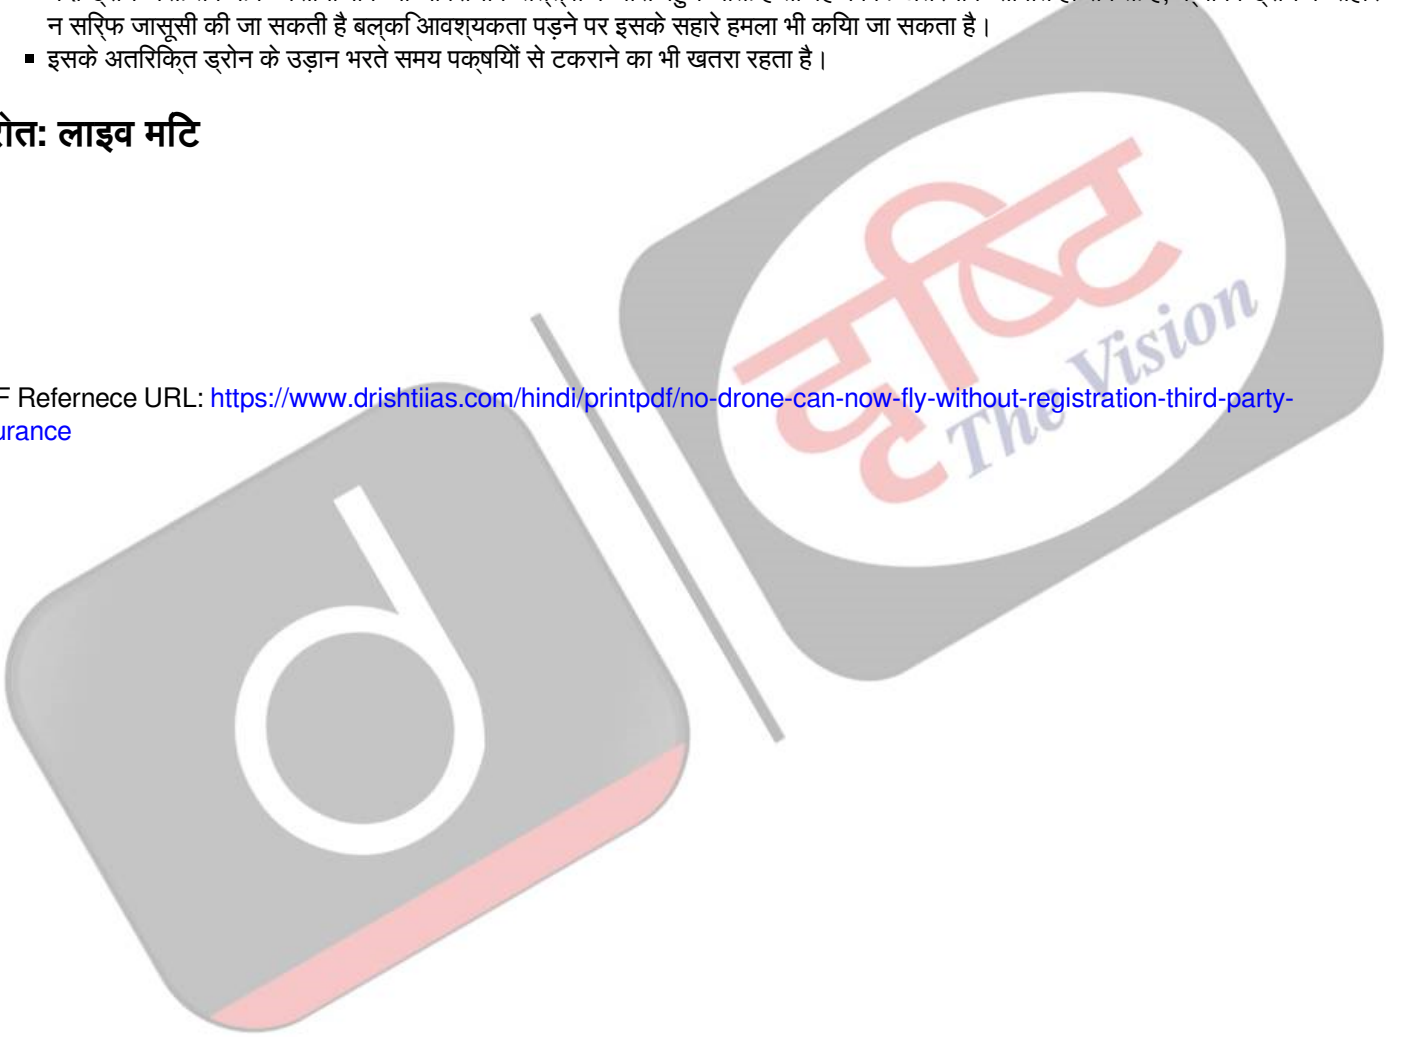 न सिर्फ जासूसी की जा सकती है बल्कि आवश्यकता पड़ने पर इसके सहारे हमला भी किया जा सकता है।
▪ इसके अतिरिक्त ड्रोन के उड़ान भरते समय पक्षियों से टकराने का भी खतरा रहता है।
रोत: लाइव मिट
F Refernece URL: https://www.drishtiias.com/hindi/printpdf/no-drone-can-now-fly-without-registration-third-party-
urance
दृष्टि
The Vision
d